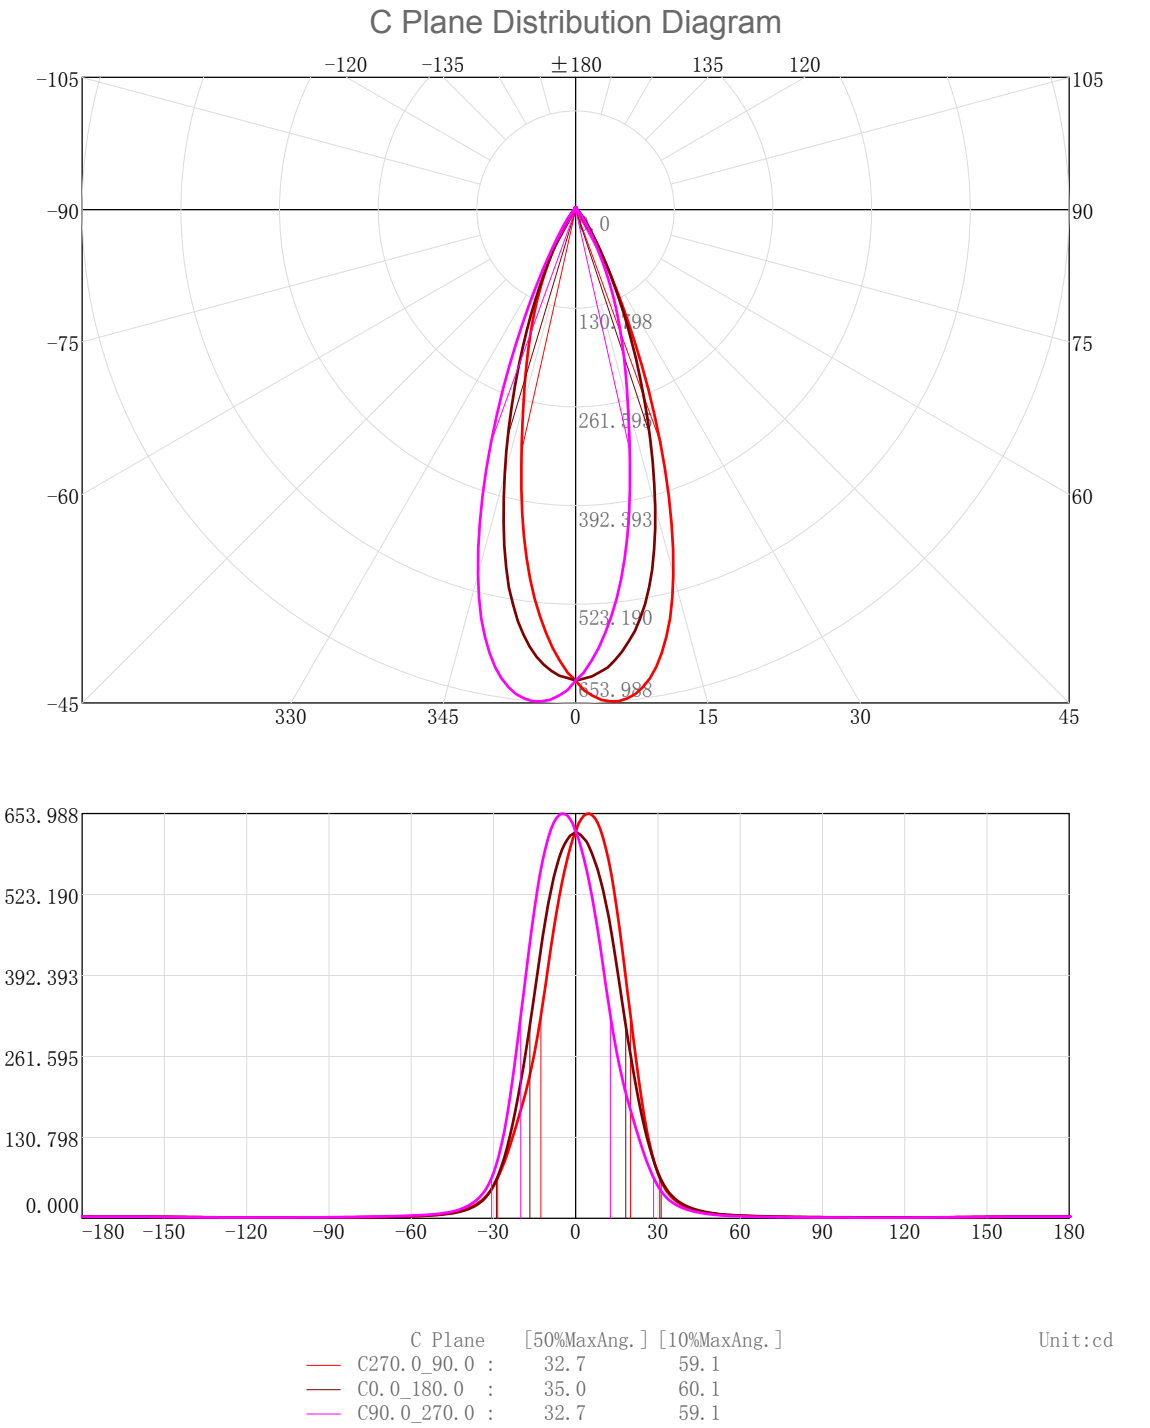 C Plane Distribution Diagram
-120 -135 ±180 135 120
-105 105
-90 90
0
130.798
-75 75
261.595
-60 60
392.393
523.190
653.988
-45
330 345 0 15 30 45
653.988
523.190
392.393
261.595
130.798
0.000
-180 -150 -120 -90 -60 -30 0 30 60 90 120 150 180
C Plane [50%MaxAng.] [10%MaxAng.] Unit:cd
C270.0_90.0 : 32.7 59.1
C0.0_180.0 : 35.0 60.1
C90.0_270.0 : 32.7 59.1